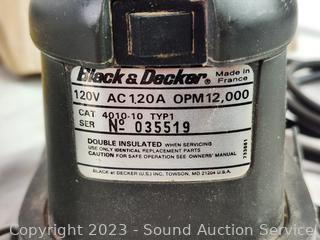 Black & Decker® Made in France
120V AC 1,20A OPM 12,000
CAT 4010-10 TYP1
SER Nº 035519
DOUBLE INSULATED WHEN SERVICING
USE ONLY IDENTICAL REPLACEMENT PARTS
CAUTION FOR SAFE OPERATION SEE OWNERS' MANUAL
BLACK & DECKER (U.S.) INC, TOWSON, MD 21204 U.S.A.
Copyright 2023 - Sound Auction Service